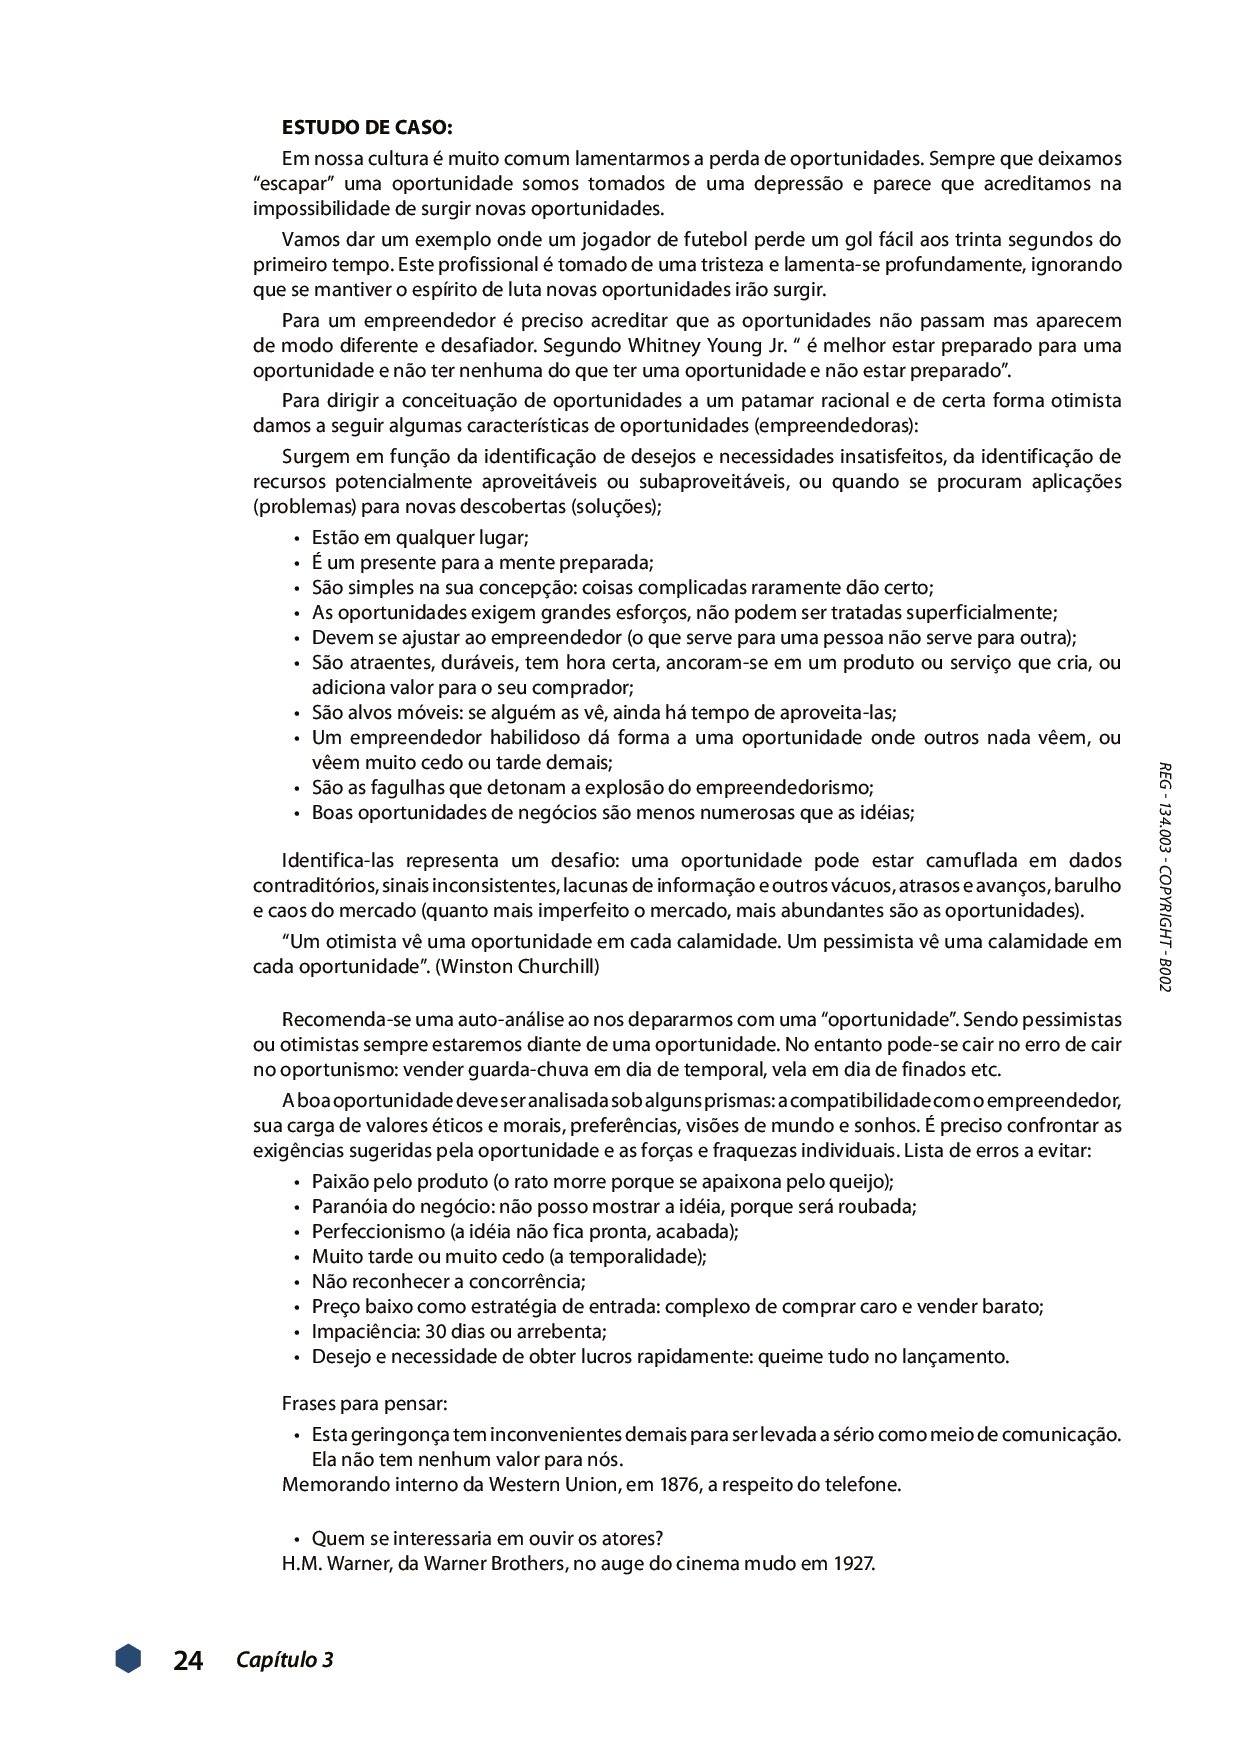 ESTUDO DE CASO:
Em nossa cultura é muito comum lamentarmos a perda de oportunidades. Sempre que deixamos
“escapar” uma oportunidade somos tomados de uma depressão e parece que acreditamos na
impossibilidade de surgir novas oportunidades.
Vamos dar um exemplo onde um jogador de futebol perde um gol fácil aos trinta segundos do
primeiro tempo. Este profissional é tomado de uma tristeza e lamenta-se profundamente, ignorando
que se mantiver o espírito de luta novas oportunidades irão surgir.
Para um empreendedor é preciso acreditar que as oportunidades não passam mas aparecem
de modo diferente e desafiador. Segundo Whitney Young Jr. “ é melhor estar preparado para uma
oportunidade e não ter nenhuma do que ter uma oportunidade e não estar preparado”.
Para dirigir a conceituação de oportunidades a um patamar racional e de certa forma otimista
damos a seguir algumas características de oportunidades (empreendedoras):
Surgem em função da identificação de desejos e necessidades insatisfeitos, da identificação de
recursos potencialmente aproveitáveis ou subaproveitáveis, ou quando se procuram aplicações
(problemas) para novas descobertas (soluções);
• Estão em qualquer lugar;
• É um presente para a mente preparada;
• São simples na sua concepção: coisas complicadas raramente dão certo;
• As oportunidades exigem grandes esforços, não podem ser tratadas superficialmente;
• Devem se ajustar ao empreendedor (o que serve para uma pessoa não serve para outra);
• São atraentes, duráveis, tem hora certa, ancoram-se em um produto ou serviço que cria, ou
adiciona valor para o seu comprador;
• São alvos móveis: se alguém as vê, ainda há tempo de aproveita-las;
• Um empreendedor habilidoso dá forma a uma oportunidade onde outros nada vêem, ou
vêem muito cedo ou tarde demais;
• São as fagulhas que detonam a explosão do empreendedorismo;
• Boas oportunidades de negócios são menos numerosas que as idéias;
Identifica-las representa um desafio: uma oportunidade pode estar camuflada em dados
contraditórios, sinais inconsistentes, lacunas de informação e outros vácuos, atrasos e avanços, barulho
e caos do mercado (quanto mais imperfeito o mercado, mais abundantes são as oportunidades).
“Um otimista vê uma oportunidade em cada calamidade. Um pessimista vê uma calamidade em
cada oportunidade”. (Winston Churchill)
Recomenda-se uma auto-análise ao nos depararmos com uma “oportunidade”. Sendo pessimistas
ou otimistas sempre estaremos diante de uma oportunidade. No entanto pode-se cair no erro de cair
no oportunismo: vender guarda-chuva em dia de temporal, vela em dia de finados etc.
A boa oportunidade deve ser analisada sob alguns prismas: a compatibilidade com o empreendedor,
sua carga de valores éticos e morais, preferências, visões de mundo e sonhos. É preciso confrontar as
exigências sugeridas pela oportunidade e as forças e fraquezas individuais. Lista de erros a evitar:
• Paixão pelo produto (o rato morre porque se apaixona pelo queijo);
• Paranóia do negócio: não posso mostrar a idéia, porque será roubada;
• Perfeccionismo (a idéia não fica pronta, acabada);
• Muito tarde ou muito cedo (a temporalidade);
• Não reconhecer a concorrência;
• Preço baixo como estratégia de entrada: complexo de comprar caro e vender barato;
• Impaciência: 30 dias ou arrebenta;
• Desejo e necessidade de obter lucros rapidamente: queime tudo no lançamento.
Frases para pensar:
• Esta geringonça tem inconvenientes demais para ser levada a sério como meio de comunicação.
Ela não tem nenhum valor para nós.
Memorando interno da Western Union, em 1876, a respeito do telefone.
• Quem se interessaria em ouvir os atores?
H.M. Warner, da Warner Brothers, no auge do cinema mudo em 1927.
REG - 134.003 - COPYRIGHT - B002
24 Capítulo 3